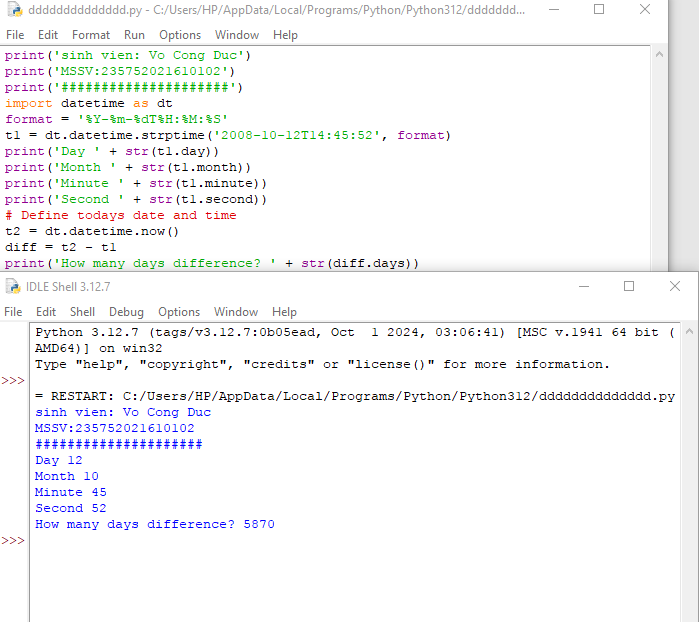 dddddddddddddd.py - C:/Users/HP/AppData/Local/Programs/Python/Python312/ddddddd...
File Edit Format Run Options Window Help
print('sinh vien: Vo Cong Duc')
print('MSSV:235752021610102')
print('#####################')
import datetime as dt
format = '%Y-%m-%dT%H:%M:%S'
t1 = dt.datetime.strptime('2008-10-12T14:45:52', format)
print('Day ' + str(t1.day))
print('Month ' + str(t1.month))
print('Minute ' + str(t1.minute))
print('Second ' + str(t1.second))
# Define todays date and time
t2 = dt.datetime.now()
diff = t2 - t1
print('How many days difference? ' + str(diff.days))
IDLE Shell 3.12.7
File Edit Shell Debug Options Window Help
Python 3.12.7 (tags/v3.12.7:0b05ead, Oct  1 2024, 03:06:41) [MSC v.1941 64 bit (
AMD64)] on win32
Type "help", "copyright", "credits" or "license()" for more information.
>>>
= RESTART: C:/Users/HP/AppData/Local/Programs/Python/Python312/dddddddddddddd.py
sinh vien: Vo Cong Duc
MSSV:235752021610102
#####################
Day 12
Month 10
Minute 45
Second 52
How many days difference? 5870
>>>